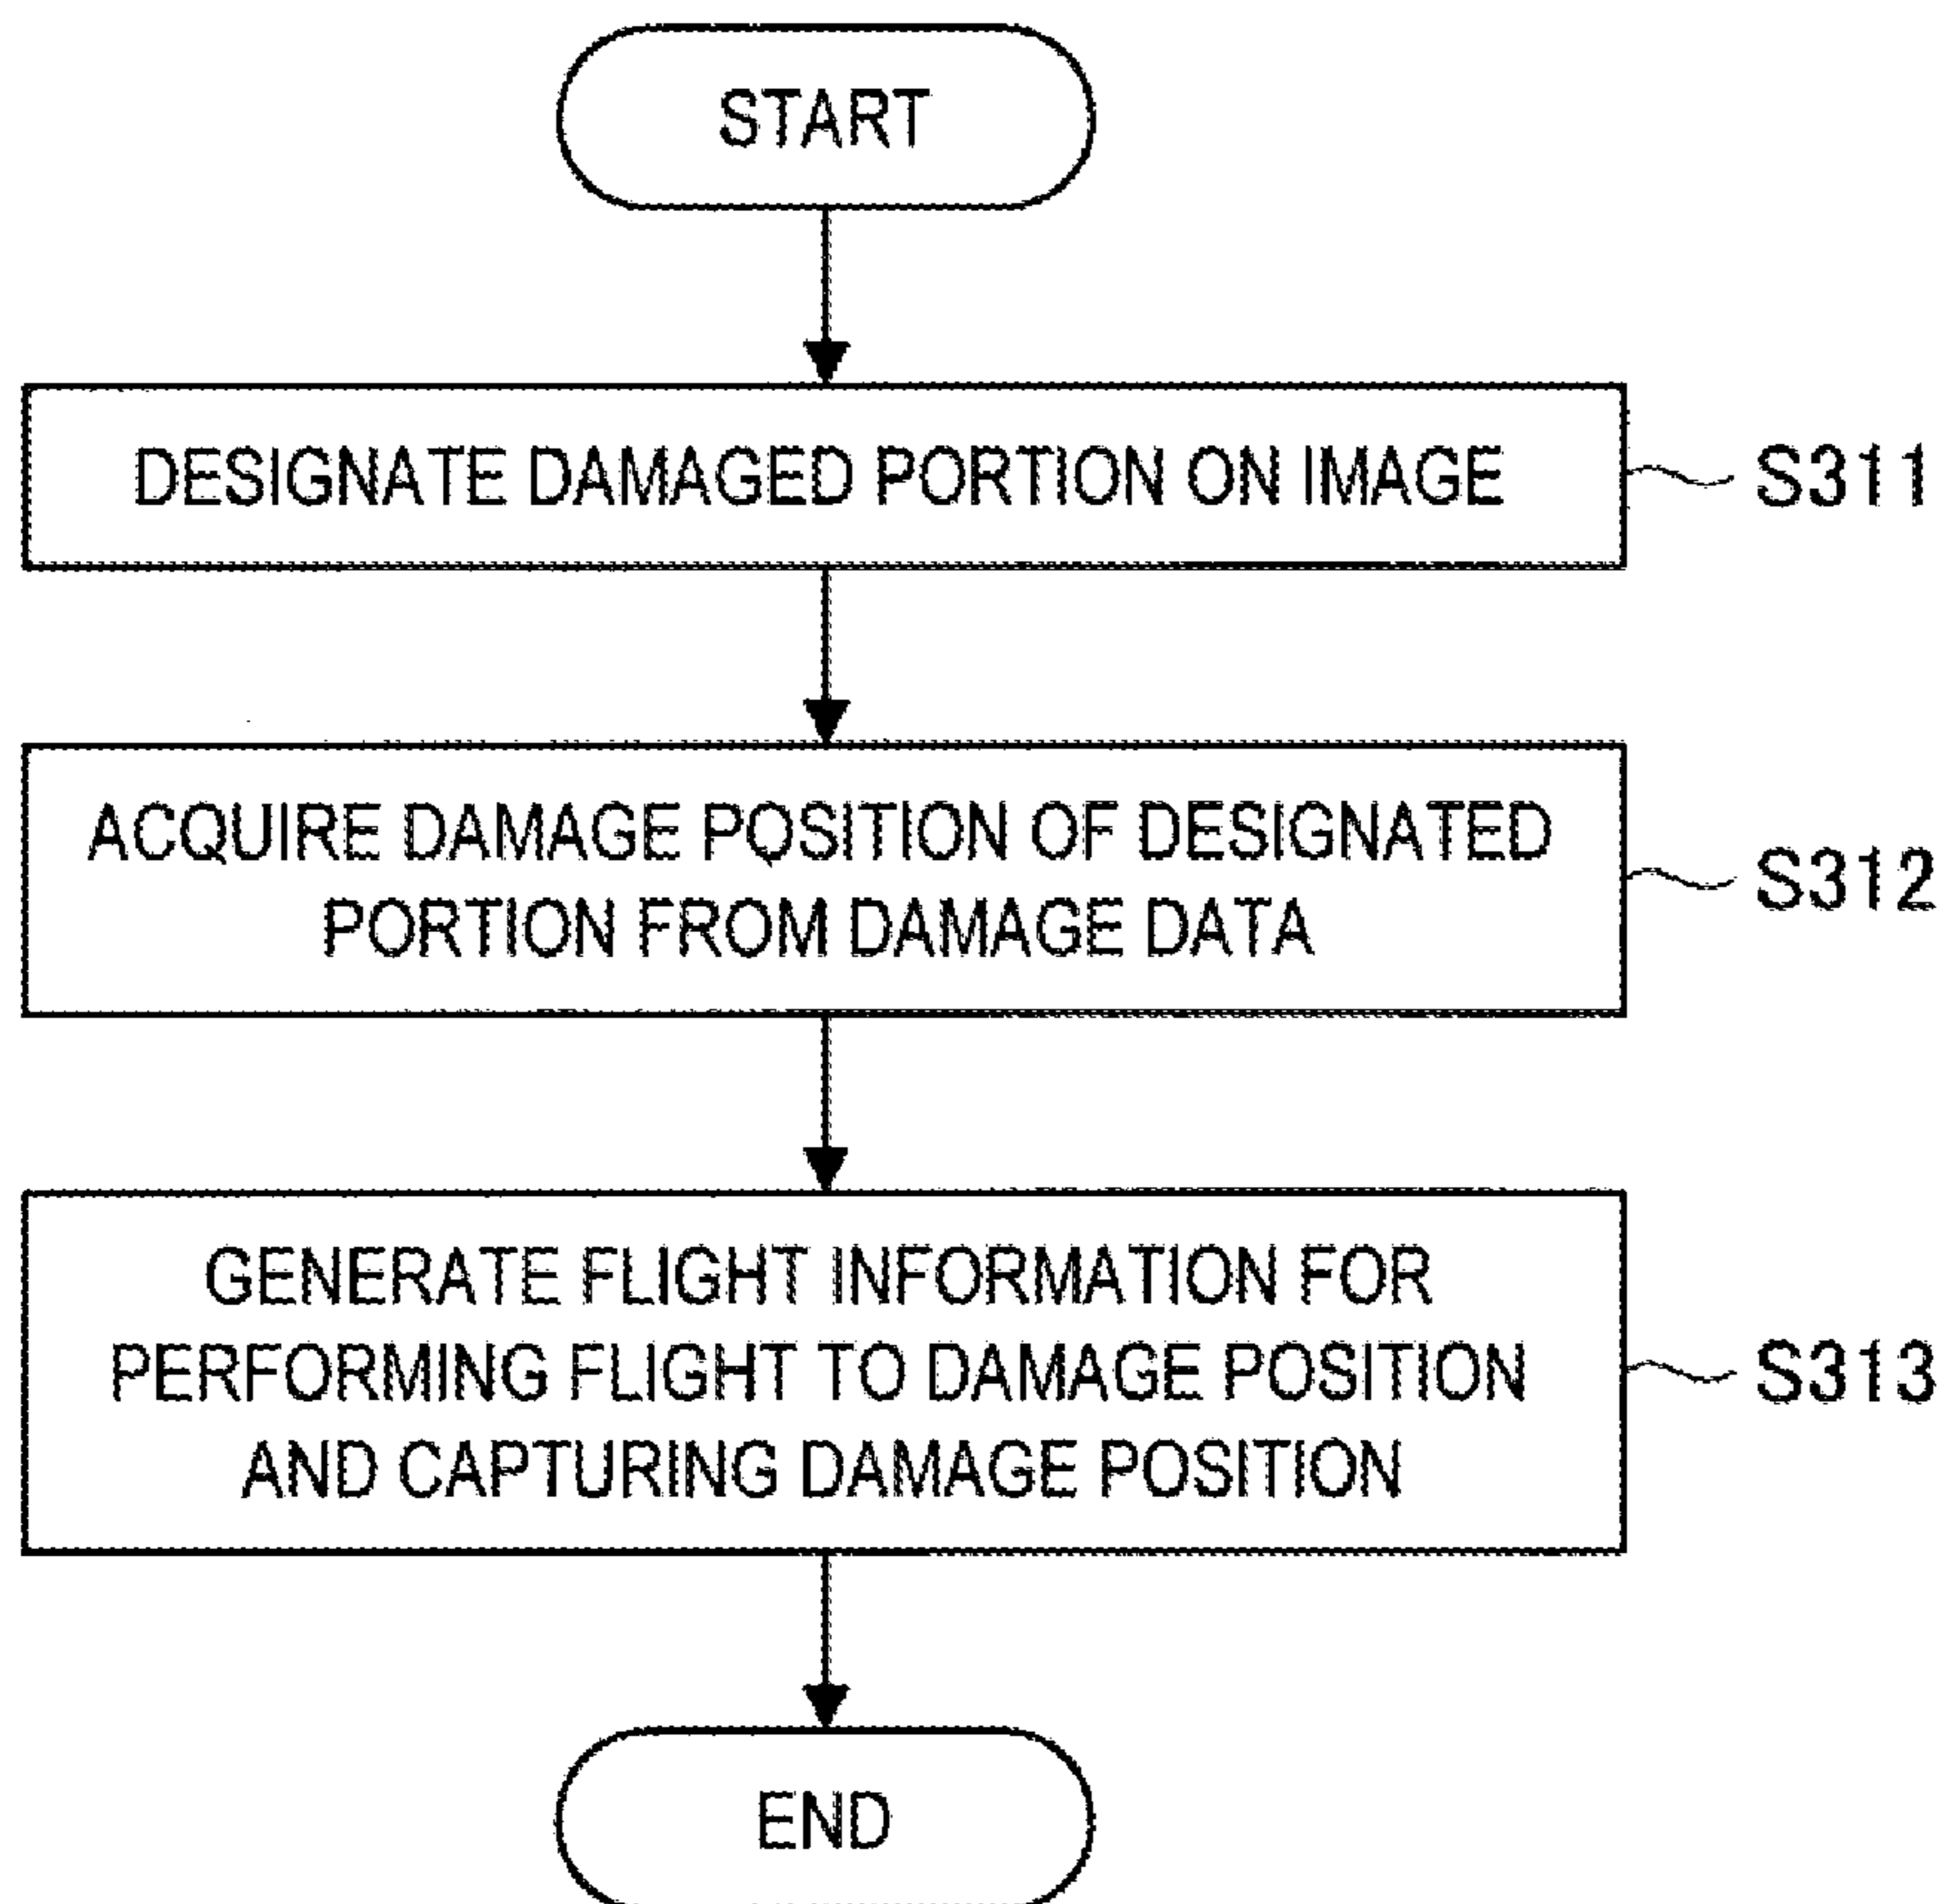 START
DESIGNATE DAMAGED PORTION ON IMAGE
S311
ACQUIRE DAMAGE POSITION OF DESIGNATED
PORTION FROM DAMAGE DATA
S312
GENERATE FLIGHT INFORMATION FOR
PERFORMING FLIGHT TO DAMAGE POSITION
AND CAPTURING DAMAGE POSITION
S313
END